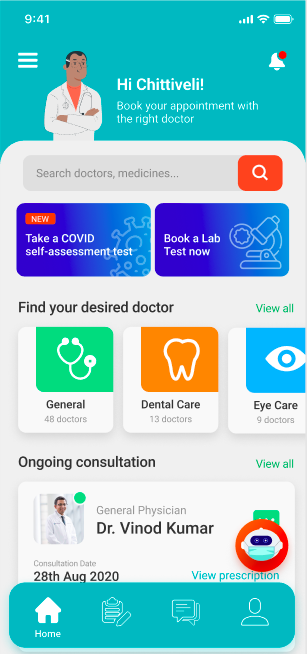 9:41
Hi Chittiveli!
Book your appointment with
the right doctor
Search doctors, medicines...
NEW
Take a COVID
self-assessment test
Book a Lab
Test now
Find your desired doctor
View all
General
48 doctors
Dental Care
13 doctors
Eye Care
9 doctors
Ongoing consultation
View all
General Physician
Dr. Vinod Kumar
Consultation Date
28th Aug 2020
View prescription
Home